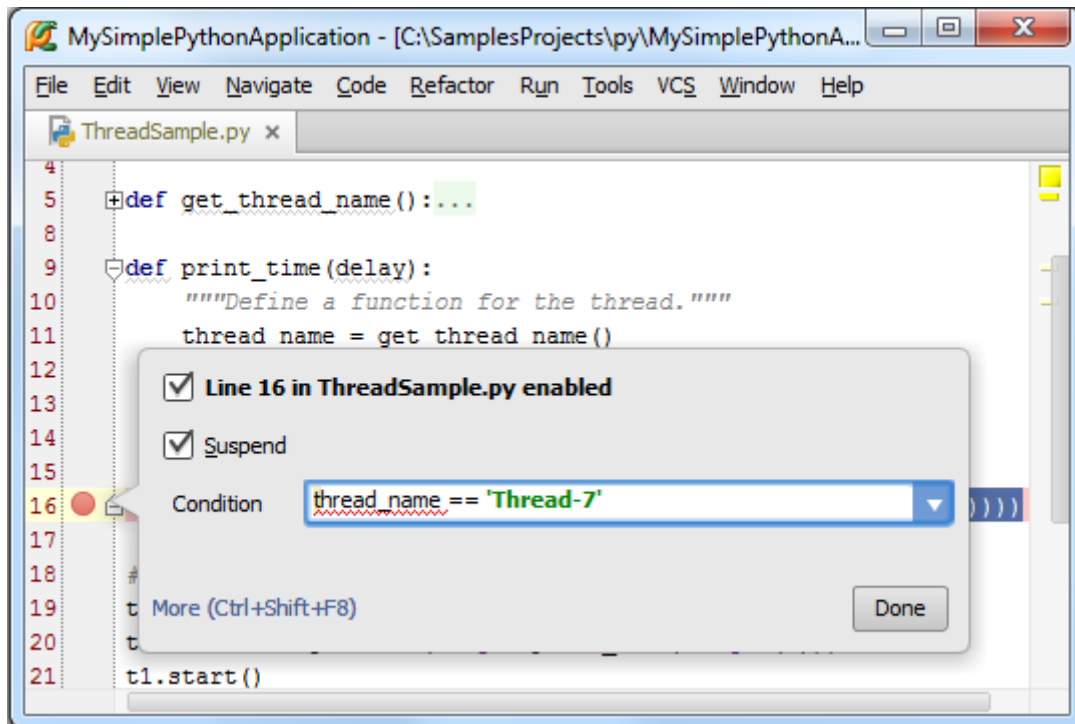 MySimplePythonApplication - [C:\SamplesProjects\py\MySimplePythonA...
File Edit View Navigate Code Refactor Run Tools VCS Window Help
ThreadSample.py
4
5 def get_thread_name():...
8
9 def print_time(delay):
10 """Define a function for the thread."""
11 thread_name = get_thread_name()
12
13
14
15
16 ))))
17
18 #
19 t
20 t
21 t1.start()
Line 16 in ThreadSample.py enabled
Suspend
Condition thread_name == 'Thread-7'
More (Ctrl+Shift+F8) Done